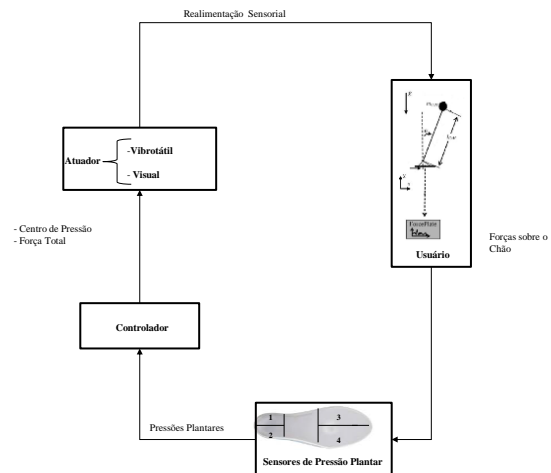 Realimentação Sensorial
Atuador
-Vibrotátil
- Visual
- Centro de Pressão
- Força Total
Usuário
Forças sobre o
Chão
Controlador
Pressões Plantares
1
2
3
4
Sensores de Pressão Plantar